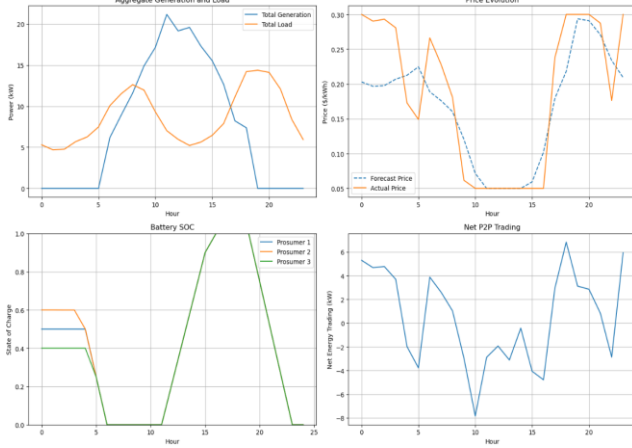 Aggregate Generation and Load
Total Generation
Total Load
Power (kW)
20
15
10
5
0
0 5 10 15 20
Hour
Price Evolution
Forecast Price
Actual Price
Price ($/kWh)
0.30
0.25
0.20
0.15
0.10
0.05
0 5 10 15 20
Hour
Battery SOC
Prosumer 1
Prosumer 2
Prosumer 3
State of Charge
1.0
0.8
0.6
0.4
0.2
0.0
0 5 10 15 20 25
Hour
Net P2P Trading
Net Energy Trading (kW)
6
4
2
0
−2
−4
−6
−8
0 5 10 15 20
Hour